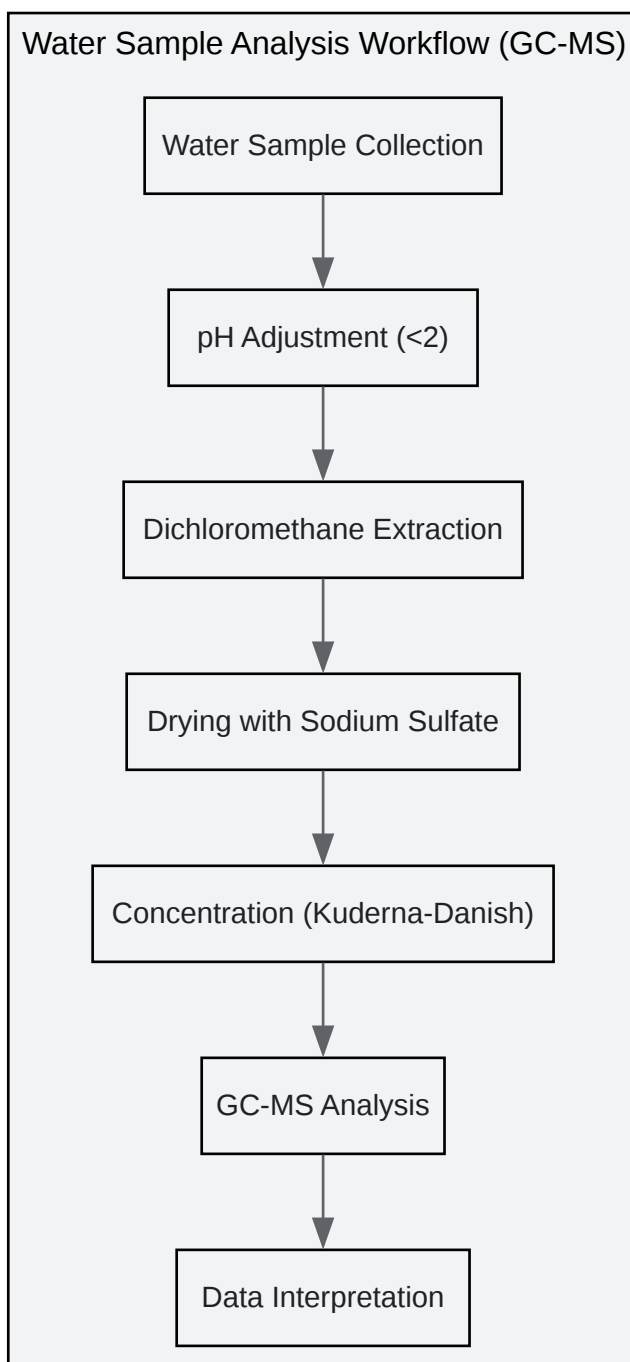 Water Sample Analysis Workflow (GC-MS)
Water Sample Collection
pH Adjustment (<2)
Dichloromethane Extraction
Drying with Sodium Sulfate
Concentration (Kuderna-Danish)
GC-MS Analysis
Data Interpretation